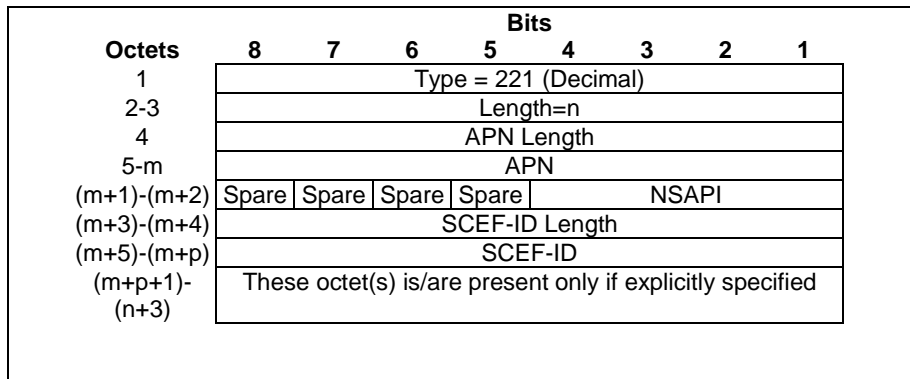 Bits
Octets 8 7 6 5 4 3 2 1
1 Type = 221 (Decimal)
2-3 Length=n
4 APN Length
5-m APN
(m+1)-(m+2) Spare Spare Spare Spare NSAPI
(m+3)-(m+4) SCEF-ID Length
(m+5)-(m+p) SCEF-ID
(m+p+1)- These octet(s) is/are present only if explicitly specified
(n+3)